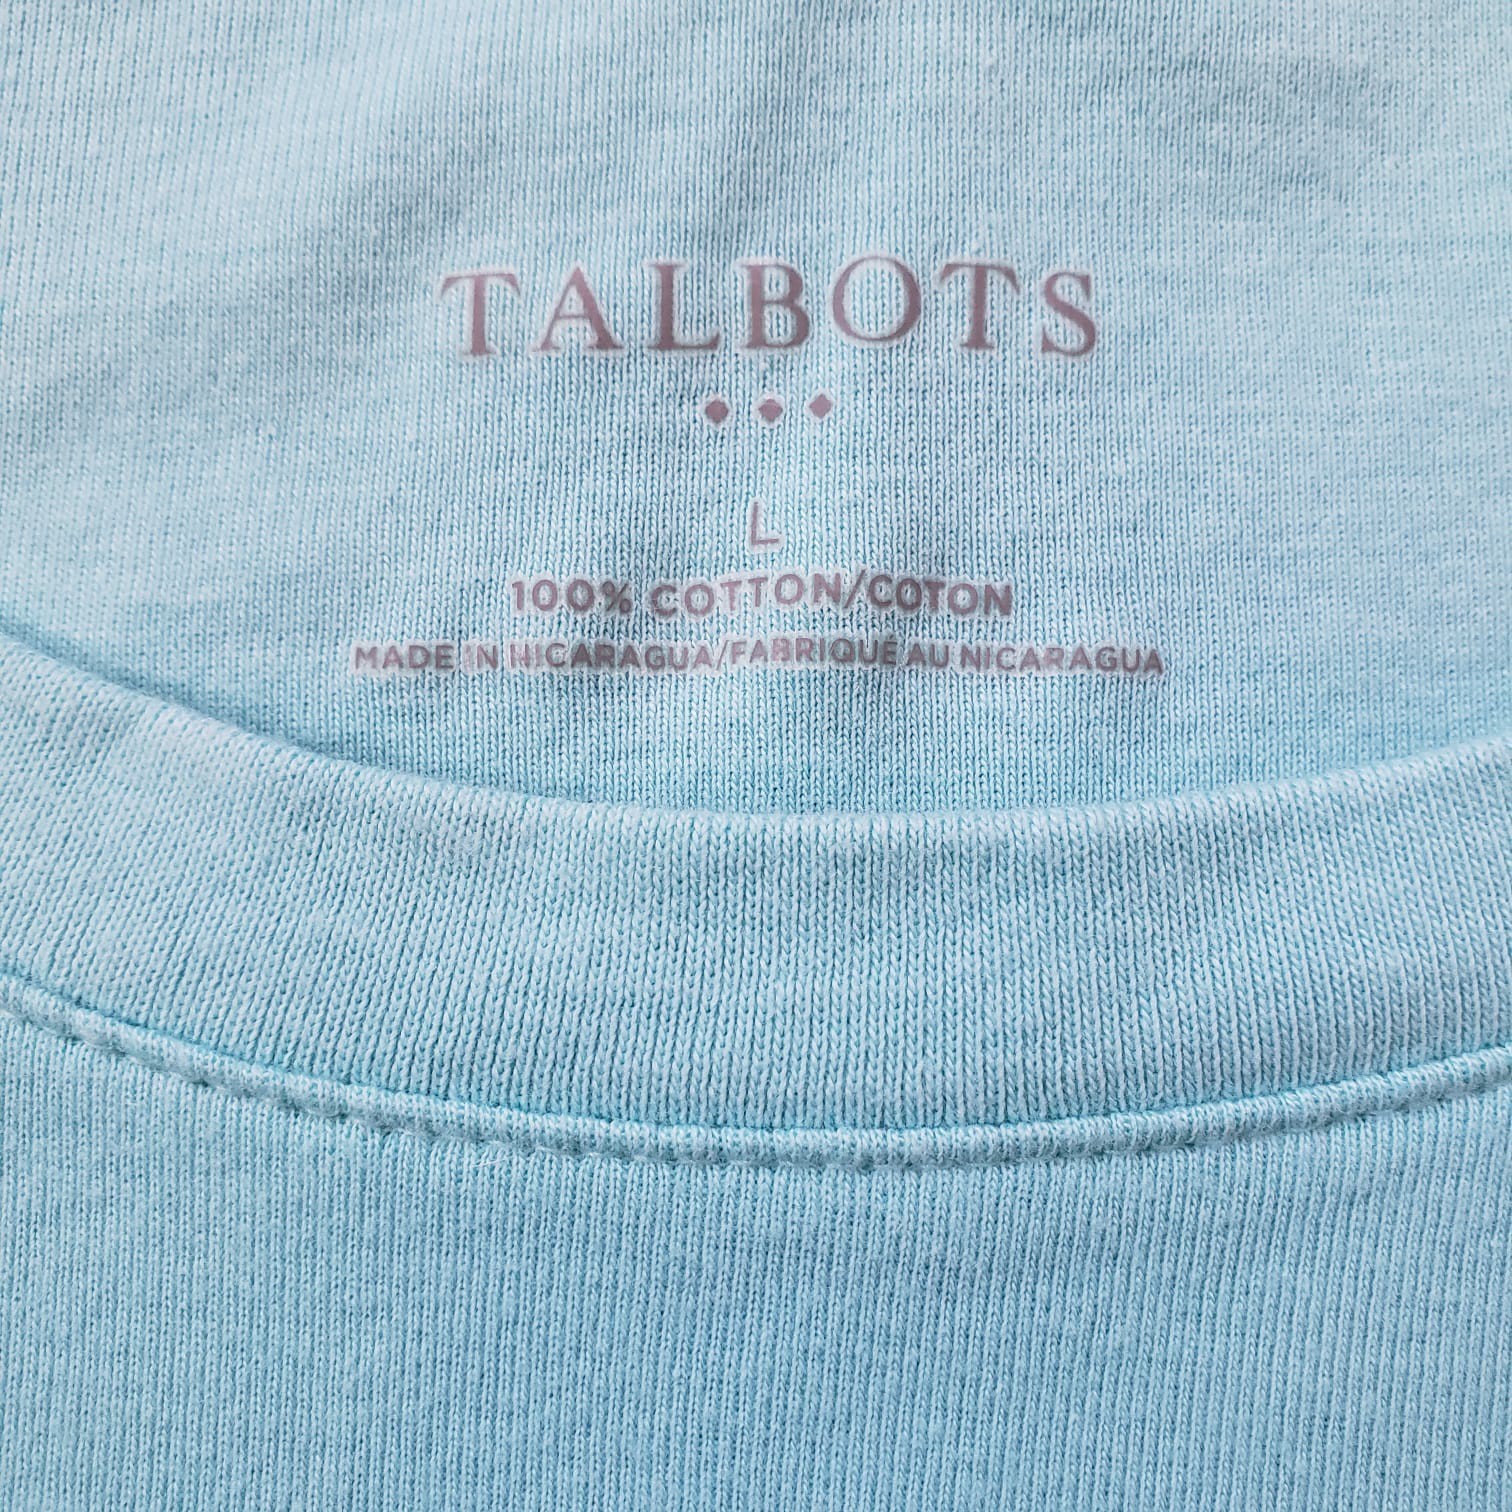 TALBOTS
L
100% COTTON/COTON
MADE IN NICARAGUA/FABRIQUÉ AU NICARAGUA